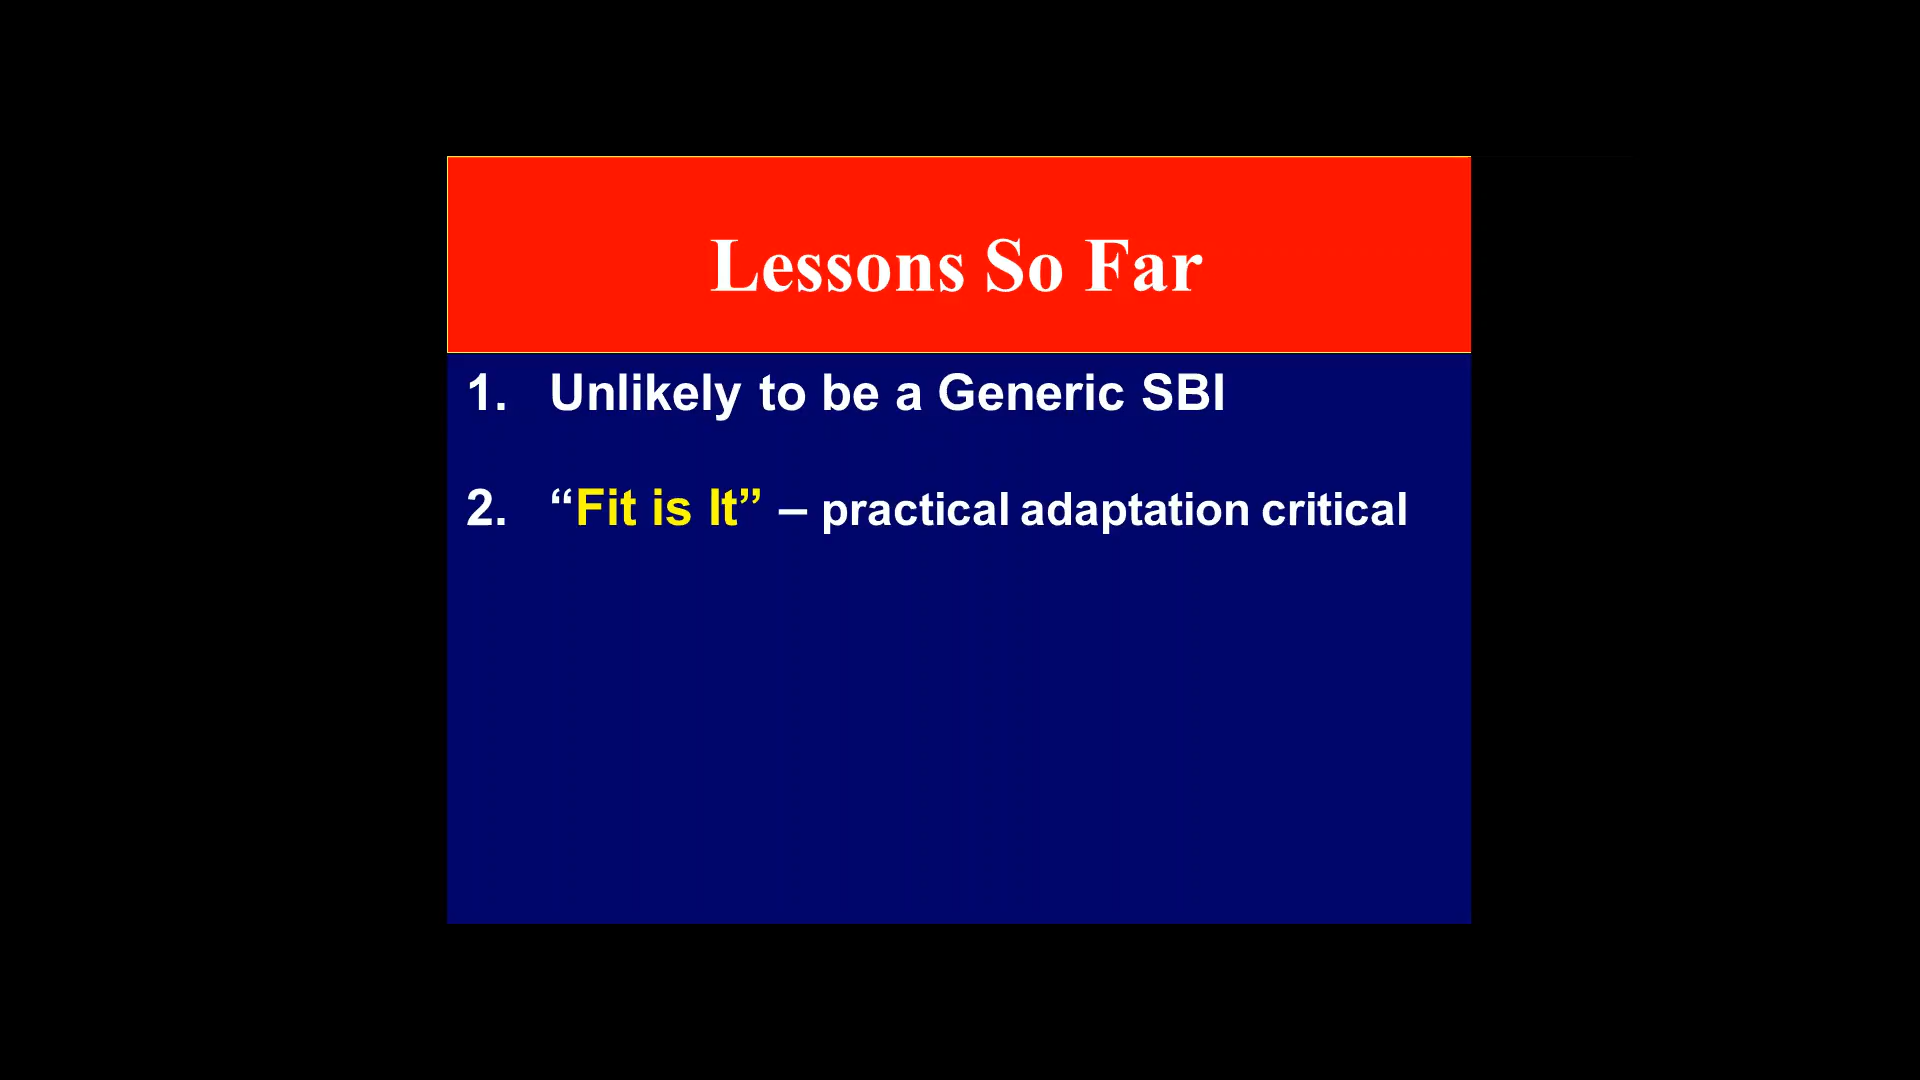 Lessons So Far
1. Unlikely to be a Generic SBI
2. “Fit is It” – practical adaptation critical